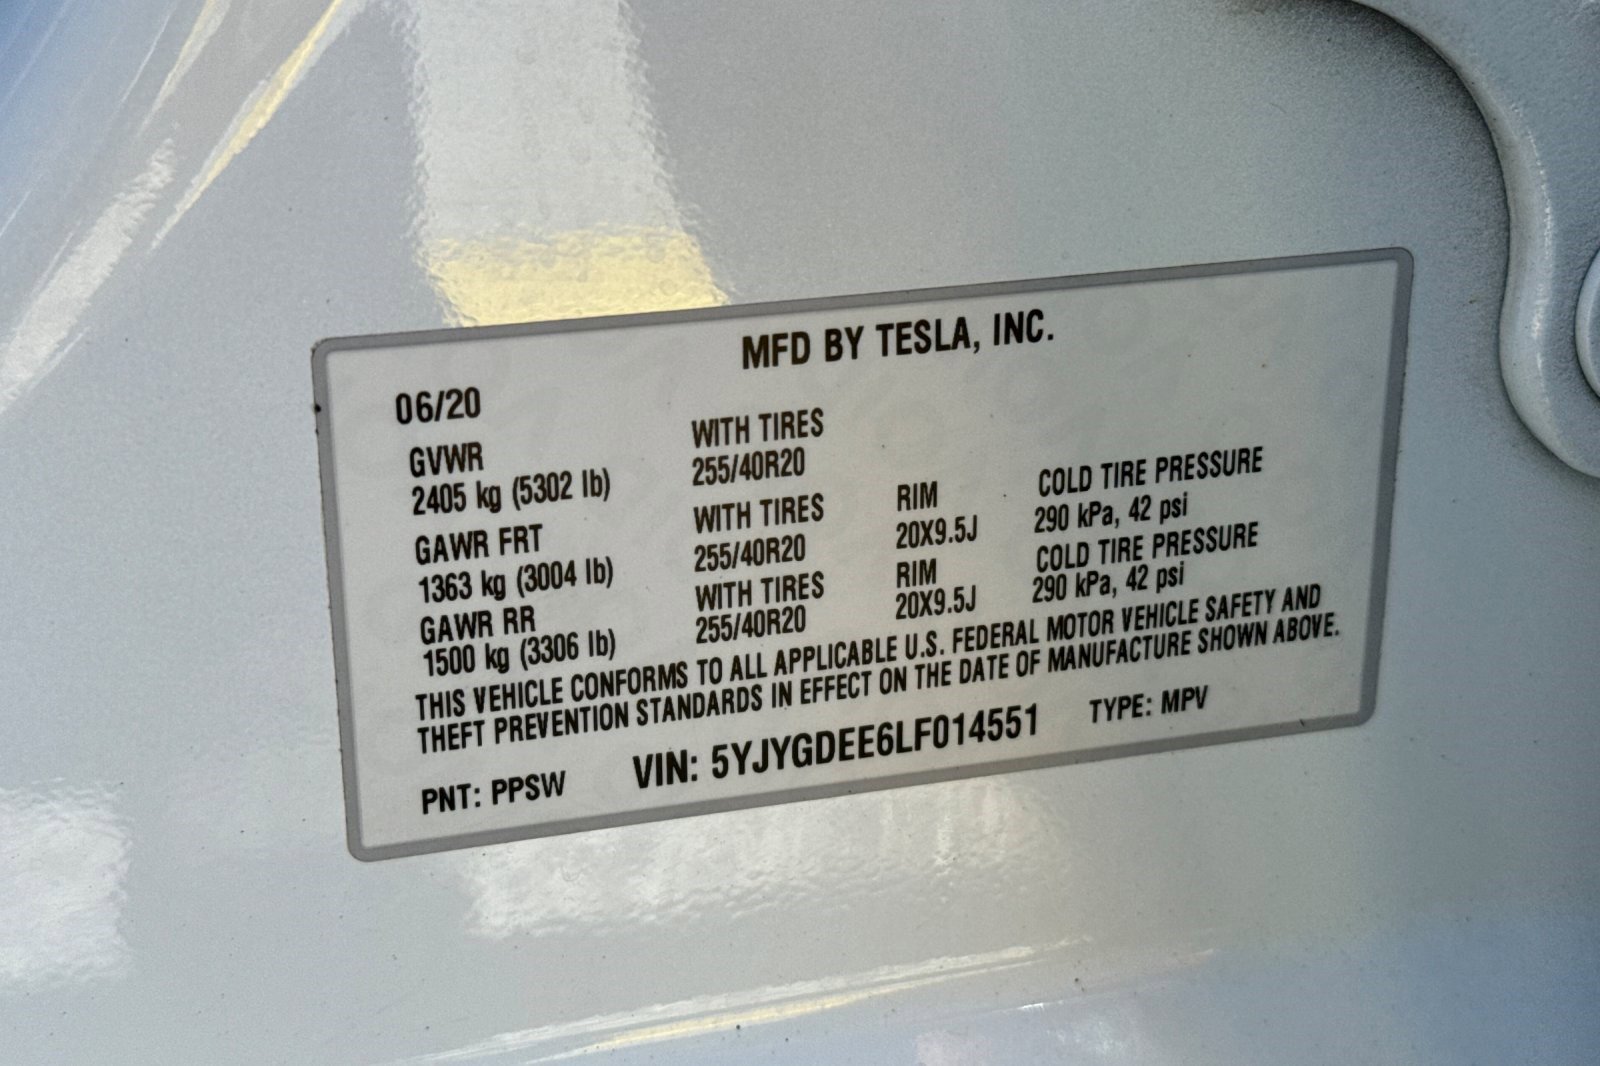 MFD BY TESLA, INC.
06/20
GVWR WITH TIRES
2405 kg (5302 lb) 255/40R20
GAWR FRT WITH TIRES RIM COLD TIRE PRESSURE
1363 kg (3004 lb) 255/40R20 20X9.5J 290 kPa, 42 psi
GAWR RR WITH TIRES RIM COLD TIRE PRESSURE
1500 kg (3306 lb) 255/40R20 20X9.5J 290 kPa, 42 psi
THIS VEHICLE CONFORMS TO ALL APPLICABLE U.S. FEDERAL MOTOR VEHICLE SAFETY AND
THEFT PREVENTION STANDARDS IN EFFECT ON THE DATE OF MANUFACTURE SHOWN ABOVE.
PNT: PPSW VIN: 5YJYGDEE6LF014551 TYPE: MPV